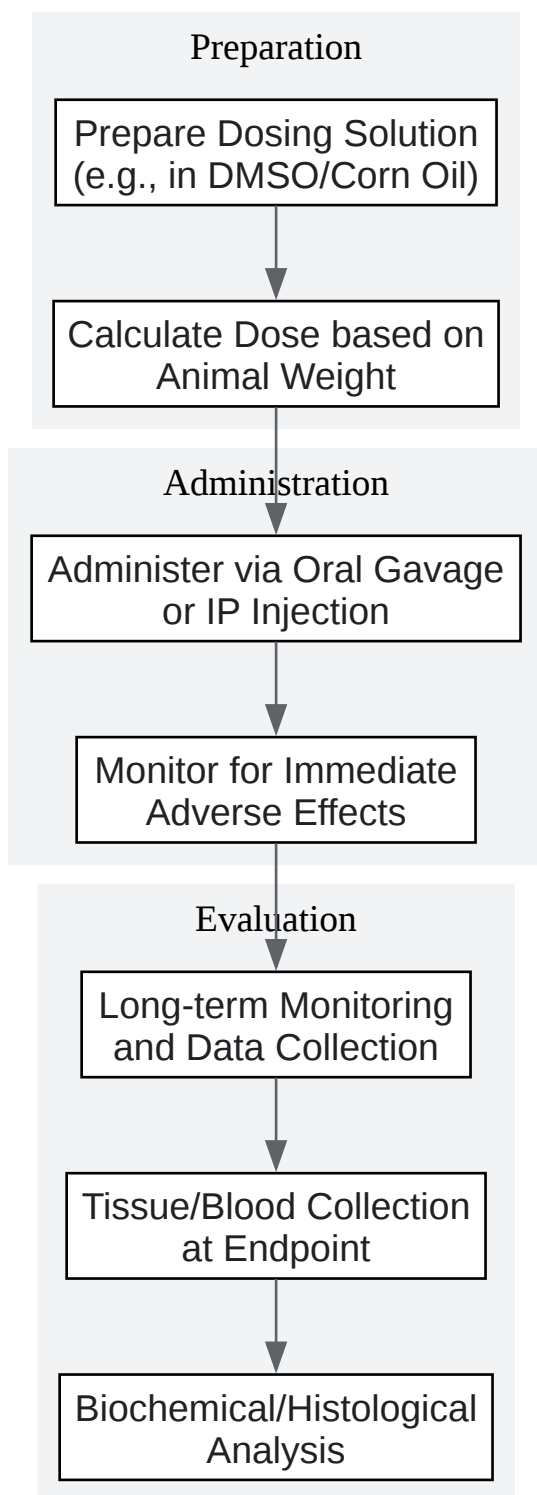 Preparation
Prepare Dosing Solution
(e.g., in DMSO/Corn Oil)
Calculate Dose based on
Animal Weight
Administration
Administer via Oral Gavage
or IP Injection
Monitor for Immediate
Adverse Effects
Evaluation
Long-term Monitoring
and Data Collection
Tissue/Blood Collection
at Endpoint
Biochemical/Histological
Analysis